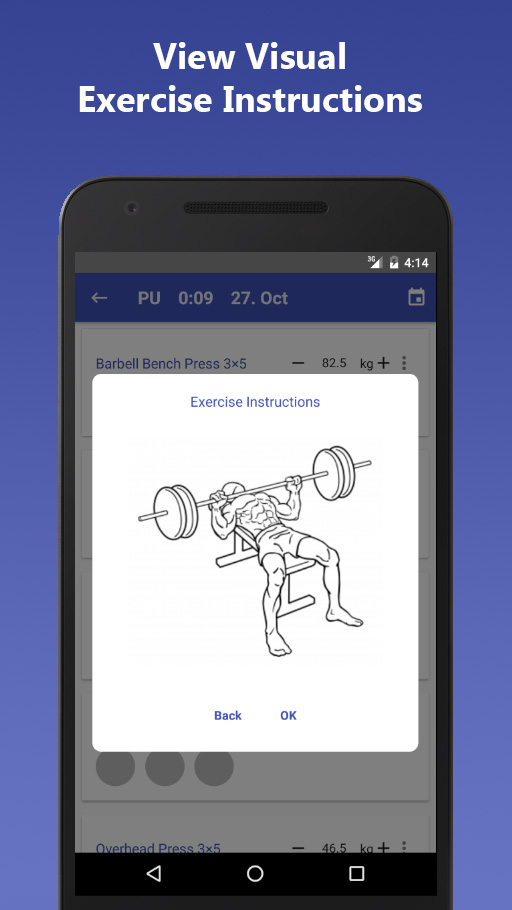 View Visual
Exercise Instructions
3G 4:14
PU 0:09 27. Oct
Barbell Bench Press 3×5 − 82.5 kg +
Exercise Instructions
Back OK
Overhead Press 3×5 − 46.5 kg +